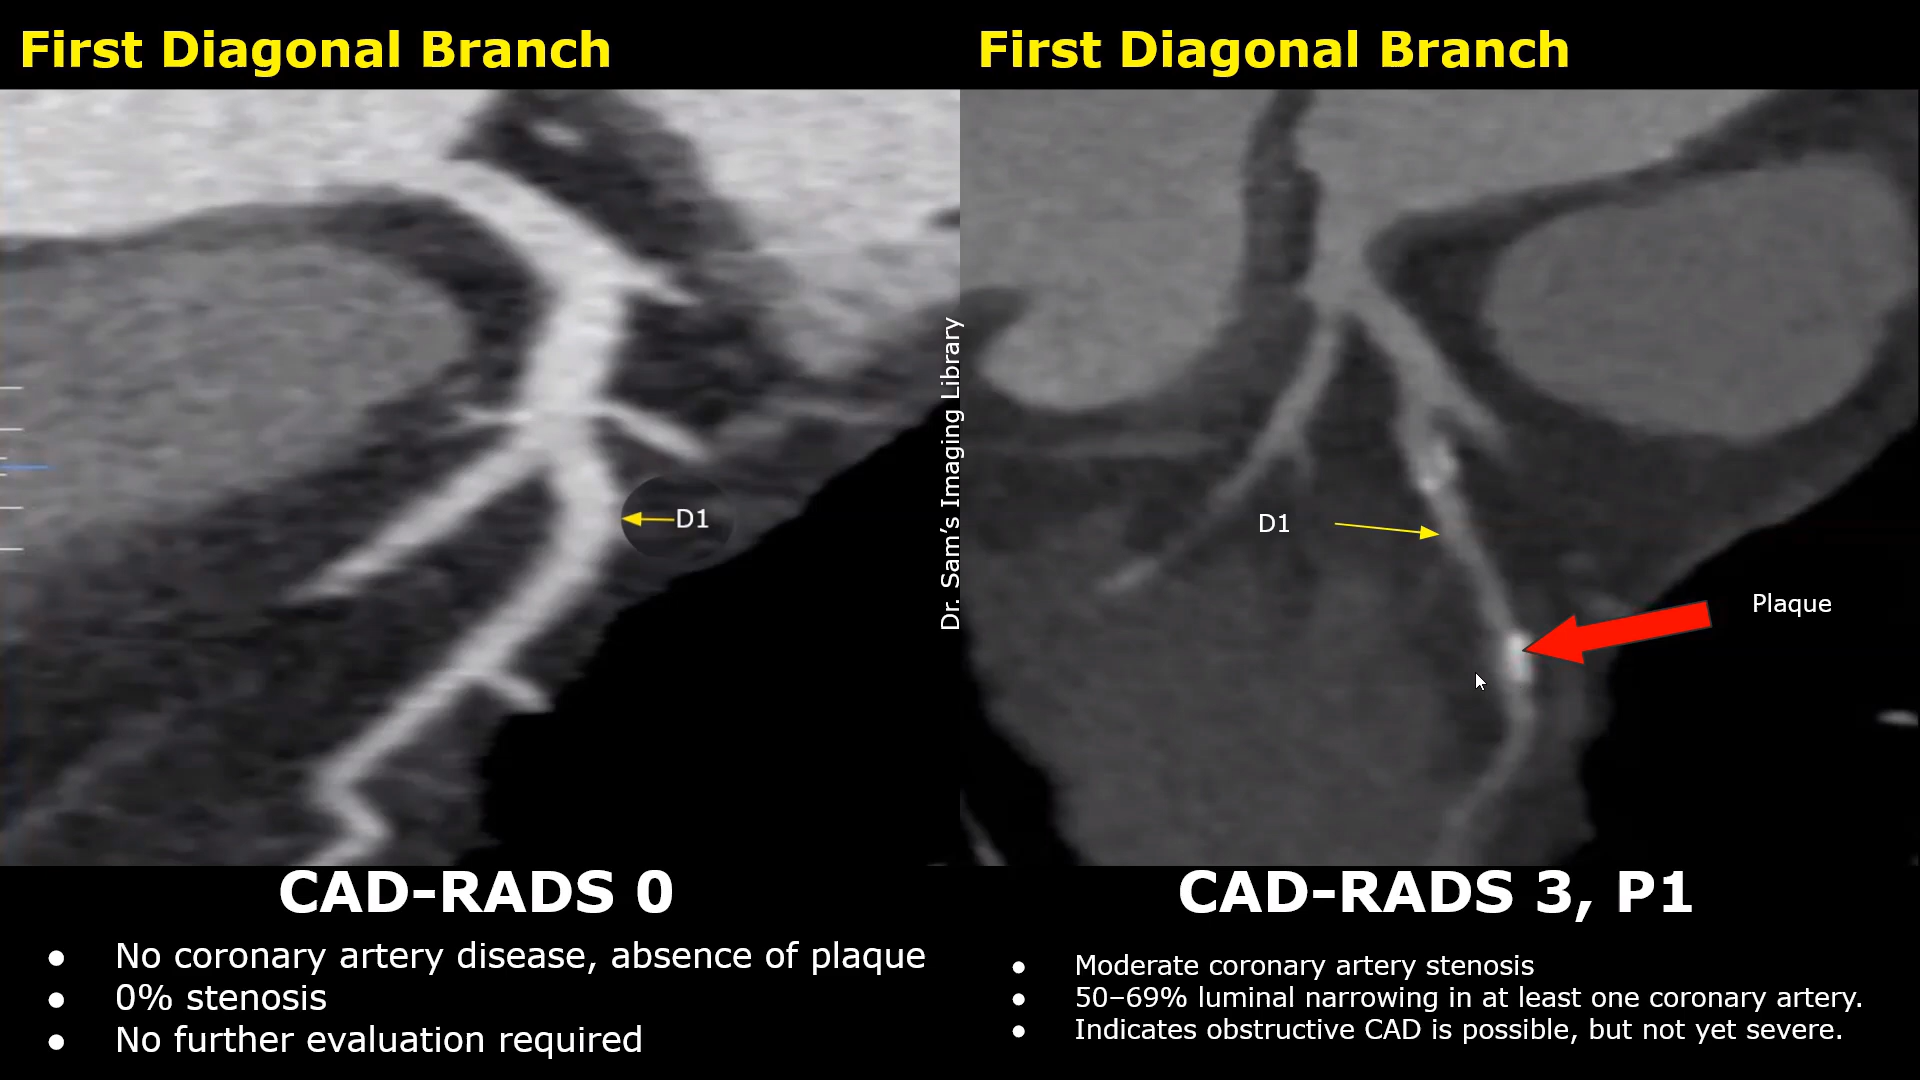 First Diagonal Branch
D1
CAD-RADS 0
● No coronary artery disease, absence of plaque
● 0% stenosis
● No further evaluation required
Dr. Sam’s Imaging Library
First Diagonal Branch
D1
Plaque
CAD-RADS 3, P1
● Moderate coronary artery stenosis
● 50–69% luminal narrowing in at least one coronary artery.
● Indicates obstructive CAD is possible, but not yet severe.